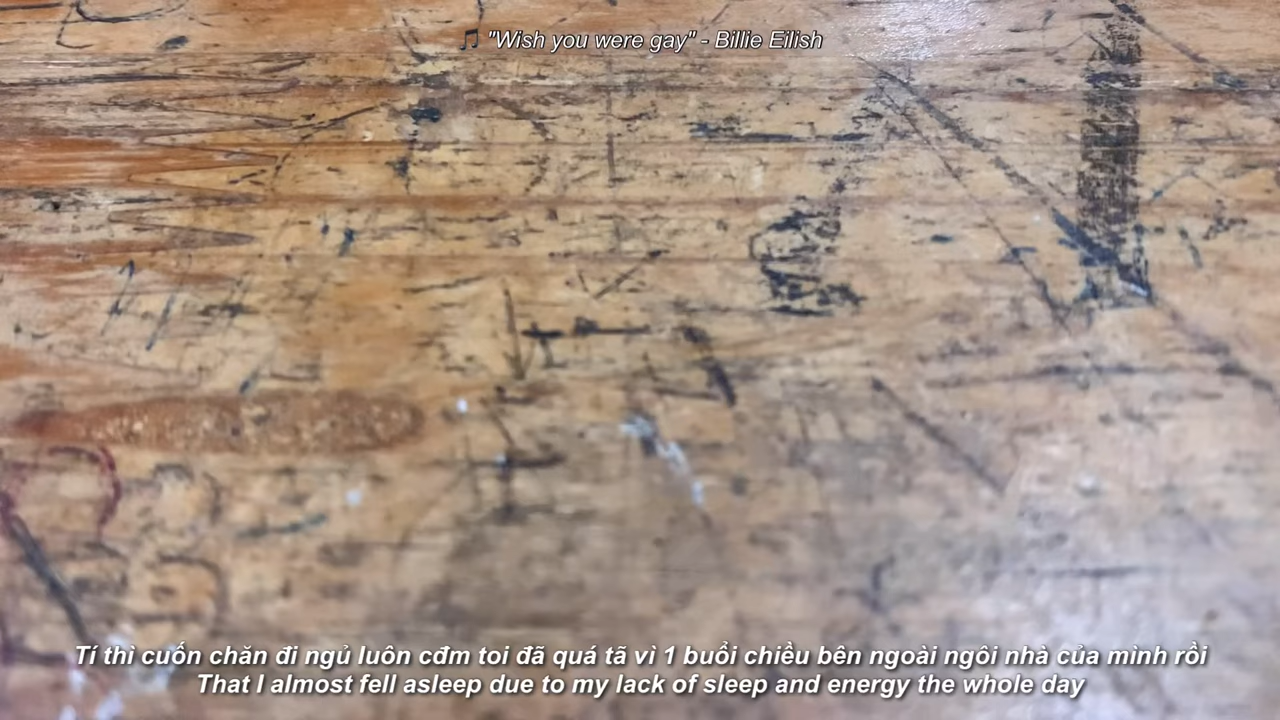 🎵 "Wish you were gay" - Billie Eilish
Tí thì cuốn chăn đi ngủ luôn cđm toi đã quá tã vì 1 buổi chiều bên ngoài ngôi nhà của mình rồi
That I almost fell asleep due to my lack of sleep and energy the whole day